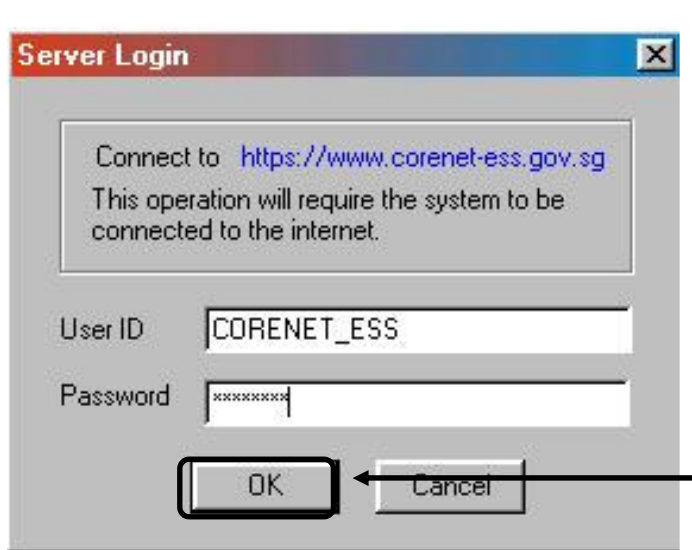 Server Login
Connect to https://www.corenet-ess.gov.sg
This operation will require the system to be
connected to the internet.
User ID CORENET_ESS
Password ********
OK Cancel